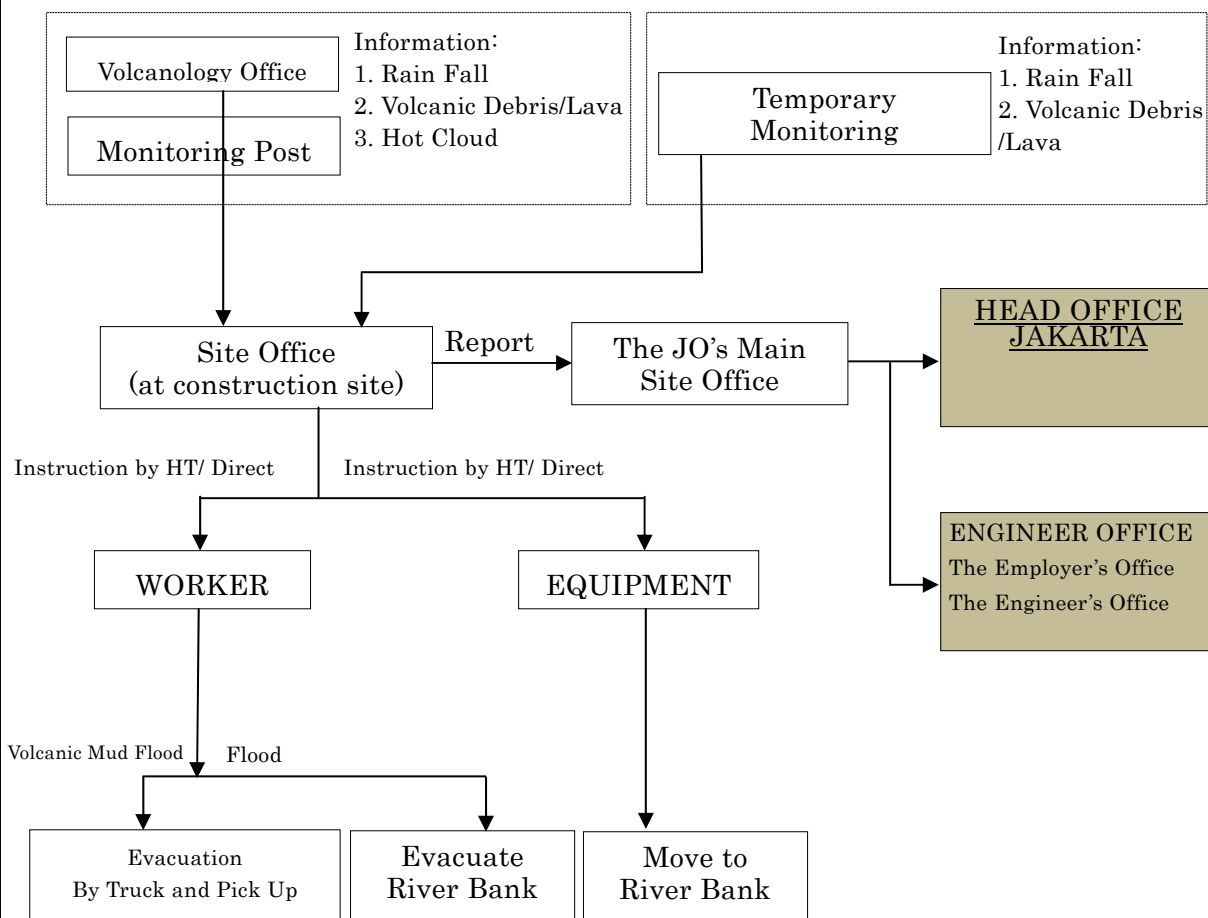 Volcanology Office
Monitoring Post
Information:
1. Rain Fall
2. Volcanic Debris/Lava
3. Hot Cloud
Temporary
Monitoring
Information:
1. Rain Fall
2. Volcanic Debris
/Lava
Site Office
(at construction site)
Report
The JO's Main
Site Office
HEAD OFFICE
JAKARTA
Instruction by HT/ Direct
Instruction by HT/ Direct
ENGINEER OFFICE
The Employer's Office
The Engineer's Office
WORKER
EQUIPMENT
Volcanic Mud Flood
Flood
Evacuation
By Truck and Pick Up
Evacuate
River Bank
Move to
River Bank